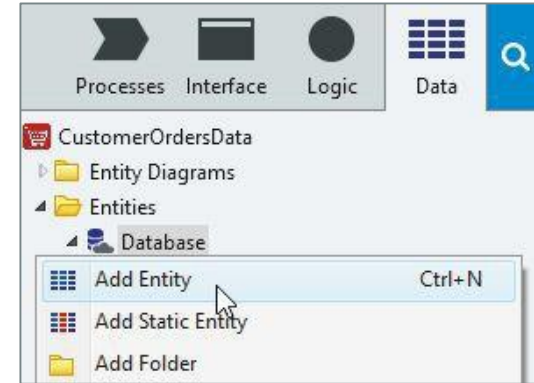 Processes Interface Logic Data
CustomerOrdersData
Entity Diagrams
Entities
Database
Add Entity Ctrl+N
Add Static Entity
Add Folder